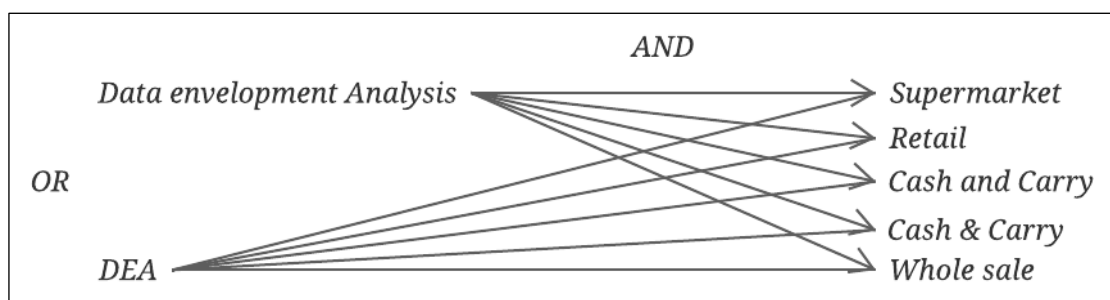 AND
Data envelopment Analysis
Supermarket
Retail
OR
Cash and Carry
Cash & Carry
DEA
Whole sale